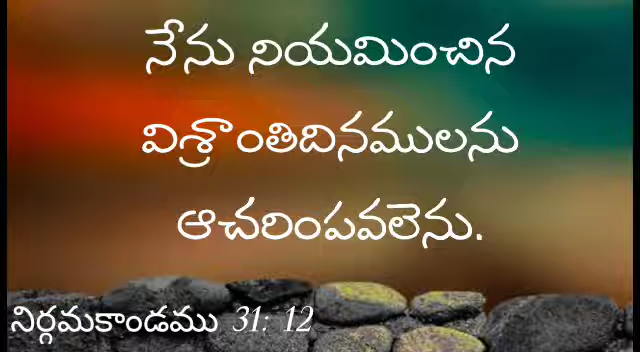 నేను నియమించిన
విశ్రాంతిదినములను
ఆచరింపవలెను.
నిర్గమకాండము 31: 12